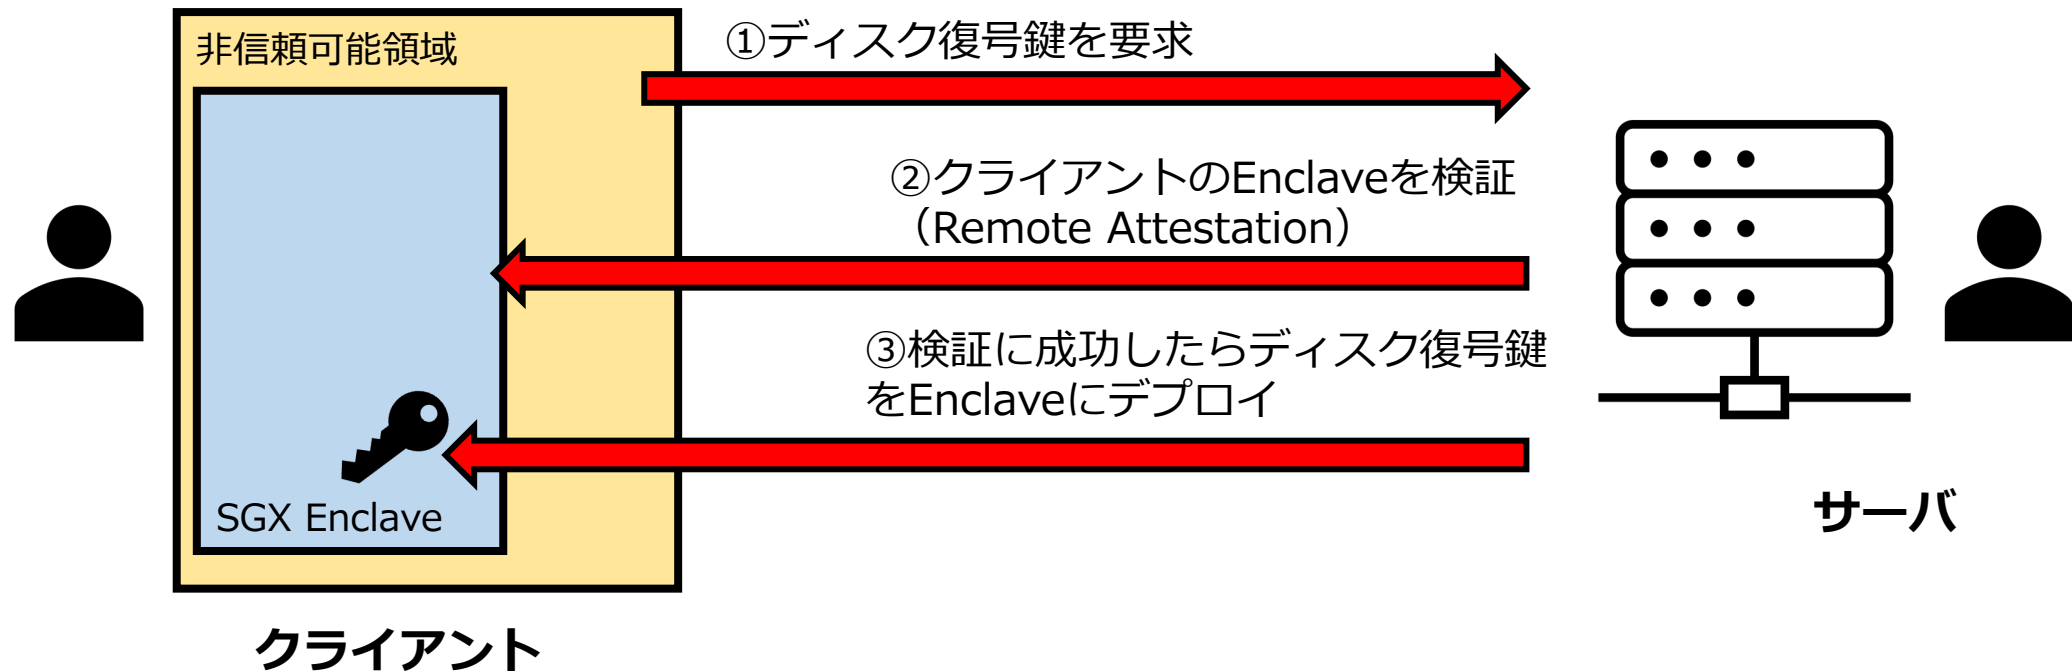 非信頼可能領域
①ディスク復号鍵を要求
②クライアントのEnclaveを検証
（Remote Attestation）
③検証に成功したらディスク復号鍵
をEnclaveにデプロイ
SGX Enclave
サーバ
クライアント